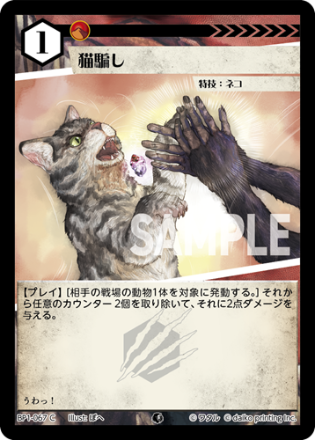 1
猫騙し
特技：ネコ
SAMPLE
【プレイ】［相手の戦場の動物1体を対象に発動する。］それ
から任意のカウンター2個を取り除いて、それに2点ダメージ
を与える。
うわっ！
BP1-067 C Illust: ぽへ © ワタル © daiko printing inc.